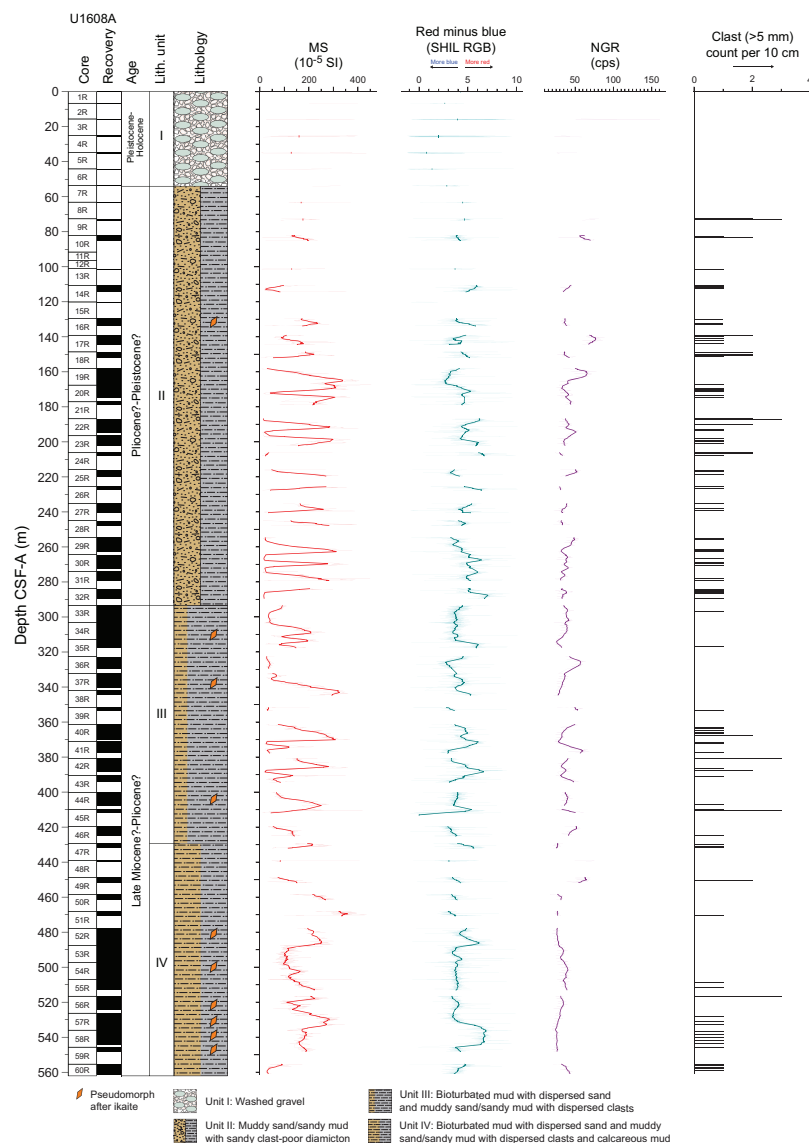 U1608A
Core
Recovery
Age
Lith. unit
Lithology
MS
(10-5 SI)
Red minus blue
(SHIL RGB)
More blue
More red
NGR
(cps)
Clast (>5 mm)
count per 10 cm
0 200 400
0 5 10
50 100 150
0 1 2 3 4
Depth CSF-A (m)
0
20
40
60
80
100
120
140
160
180
200
220
240
260
280
300
320
340
360
380
400
420
440
460
480
500
520
540
560
1R
2R
3R
4R
5R
6R
7R
8R
9R
10R
11R
12R
13R
14R
15R
16R
17R
18R
19R
20R
21R
22R
23R
24R
25R
26R
27R
28R
29R
30R
31R
32R
33R
34R
35R
36R
37R
38R
39R
40R
41R
42R
43R
44R
45R
46R
47R
48R
49R
50R
51R
52R
53R
54R
55R
56R
57R
58R
59R
60R
Pleistocene-
Holocene
Pliocene?-Pleistocene?
Late Miocene?-Pliocene?
I
II
III
IV
Pseudomorph
after ikaite
Unit I: Washed gravel
Unit II: Muddy sand/sandy mud
with sandy clast-poor diamicton
Unit III: Bioturbated mud with dispersed sand
and muddy sand/sandy mud with dispersed clasts
Unit IV: Bioturbated mud with dispersed sand and muddy
sand/sandy mud with dispersed clasts and calcareous mud